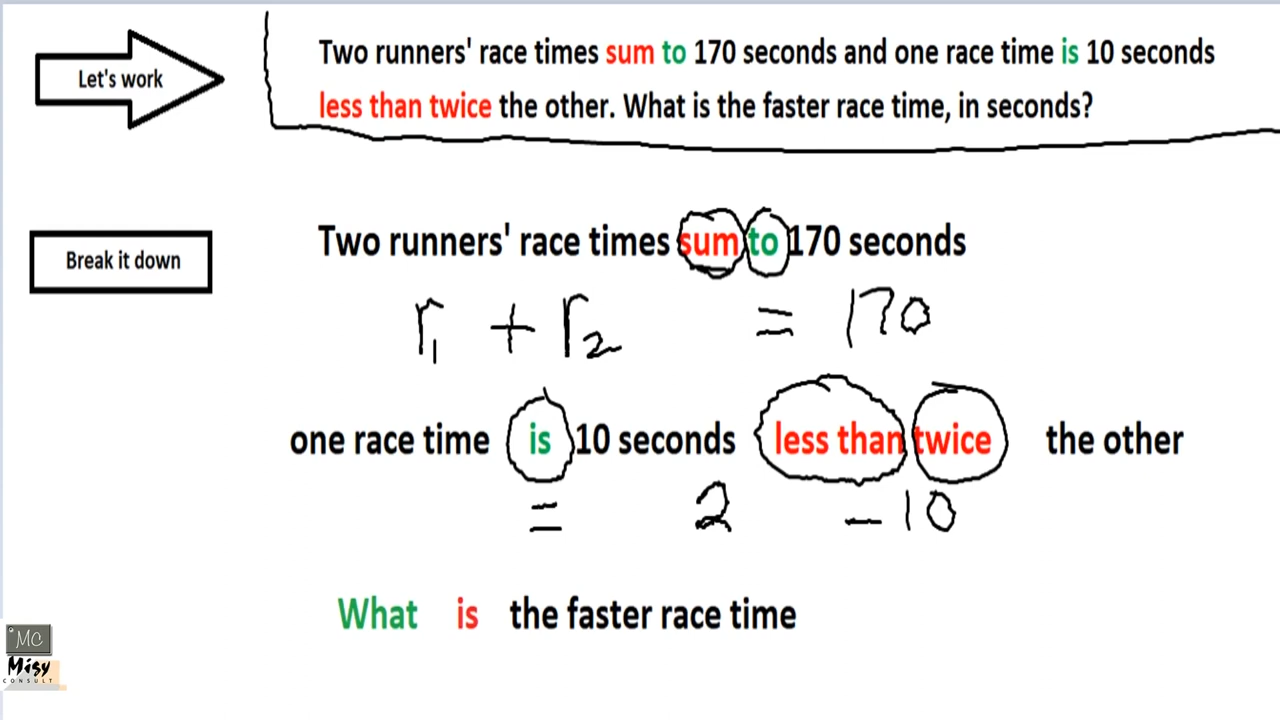 Let's work
Two runners' race times sum to 170 seconds and one race time is 10 seconds
less than twice the other. What is the faster race time, in seconds?
Break it down
Two runners' race times sum to 170 seconds
r₁ + r₂ = 170
one race time is 10 seconds less than twice the other
= 2 - 10
What is the faster race time
MC
Misy
CONSULT